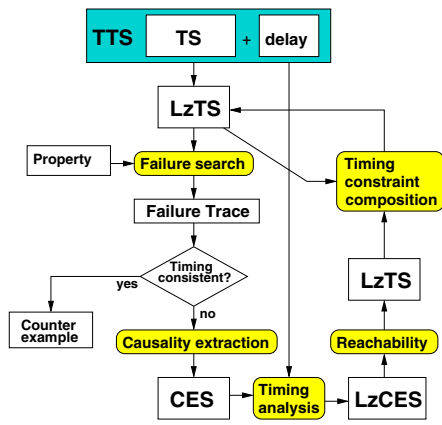 TTS TS + delay
LzTS
Property
Failure search
Timing
constraint
composition
Failure Trace
Timing
consistent?
yes
no
LzTS
Counter
example
Causality extraction
Reachability
CES
Timing
analysis
LzCES